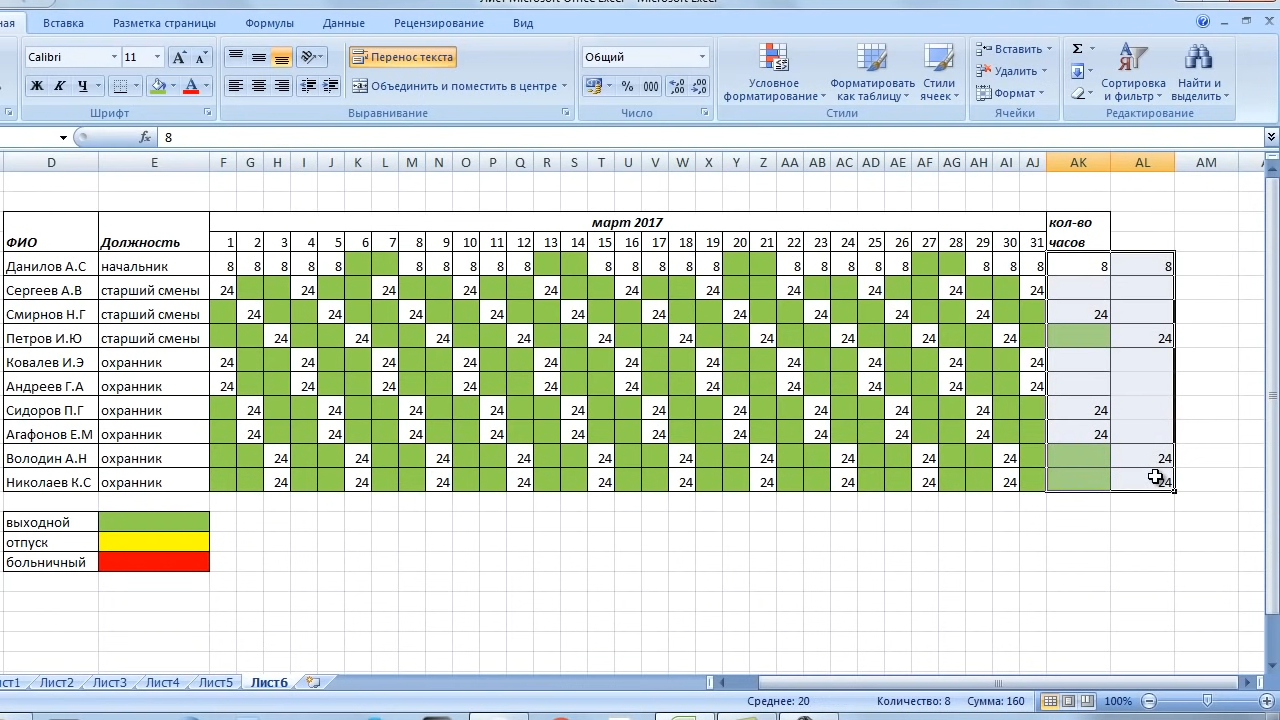 Лист Microsoft Office Excel - Microsoft Excel
ная Вставка Разметка страницы Формулы Данные Рецензирование Вид
Calibri 11 Перенос текста Общий Вставить Σ
Ж К Ч А Объединить и поместить в центре % 000 Условное форматирование Форматировать как таблицу Стили ячеек Удалить Формат Сортировка и фильтр Найти и выделить
Шрифт Выравнивание Число Стили Ячейки Редактирование
fx 8
D E F G H I J K L M N O P Q R S T U V W X Y Z AA AB AC AD AE AF AG AH AI AJ AK AL AM
март 2017 кол-во часов
ФИО Должность 1 2 3 4 5 6 7 8 9 10 11 12 13 14 15 16 17 18 19 20 21 22 23 24 25 26 27 28 29 30 31
Данилов А.С начальник 8 8 8 8 8 8 8 8 8 8 8 8 8 8 8 8 8 8 8 8 8 8 8 8 8
Сергеев А.В старший смены 24 24 24 24 24 24 24 24 24 24 24
Смирнов Н.Г старший смены 24 24 24 24 24 24 24 24 24 24 24
Петров И.Ю старший смены 24 24 24 24 24 24 24 24 24 24 24
Ковалев И.Э охранник 24 24 24 24 24 24 24 24 24 24 24
Андреев Г.А охранник 24 24 24 24 24 24 24 24 24 24 24
Сидоров П.Г охранник 24 24 24 24 24 24 24 24 24 24 24
Агафонов Е.М охранник 24 24 24 24 24 24 24 24 24 24 24
Володин А.Н охранник 24 24 24 24 24 24 24 24 24 24 24
Николаев К.С охранник 24 24 24 24 24 24 24 24 24 24 24
выходной
отпуск
больничный
Лист2 Лист3 Лист4 Лист5 Лист6
Среднее: 20 Количество: 8 Сумма: 160 100%